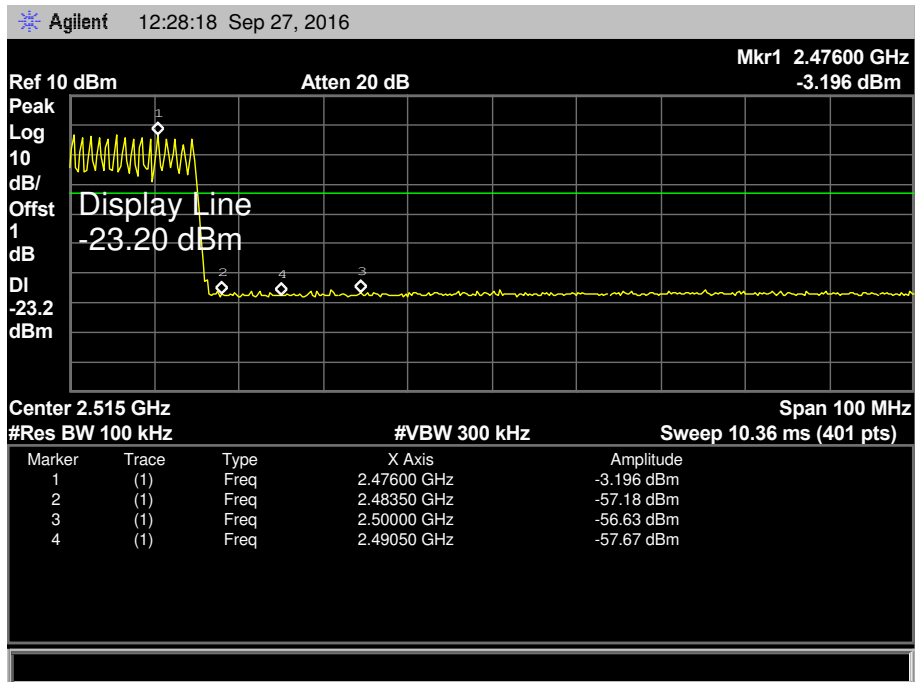 Agilent 12:28:18 Sep 27, 2016
Mkr1 2.47600 GHz
Ref 10 dBm Atten 20 dB -3.196 dBm
Peak
Log
10
dB/
Offst
1
dB
DI
-23.2
dBm
1
Display Line
-23.20 dBm
2 4 3
Center 2.515 GHz Span 100 MHz
#Res BW 100 kHz #VBW 300 kHz Sweep 10.36 ms (401 pts)
Marker Trace Type X Axis Amplitude
1 (1) Freq 2.47600 GHz -3.196 dBm
2 (1) Freq 2.48350 GHz -57.18 dBm
3 (1) Freq 2.50000 GHz -56.63 dBm
4 (1) Freq 2.49050 GHz -57.67 dBm